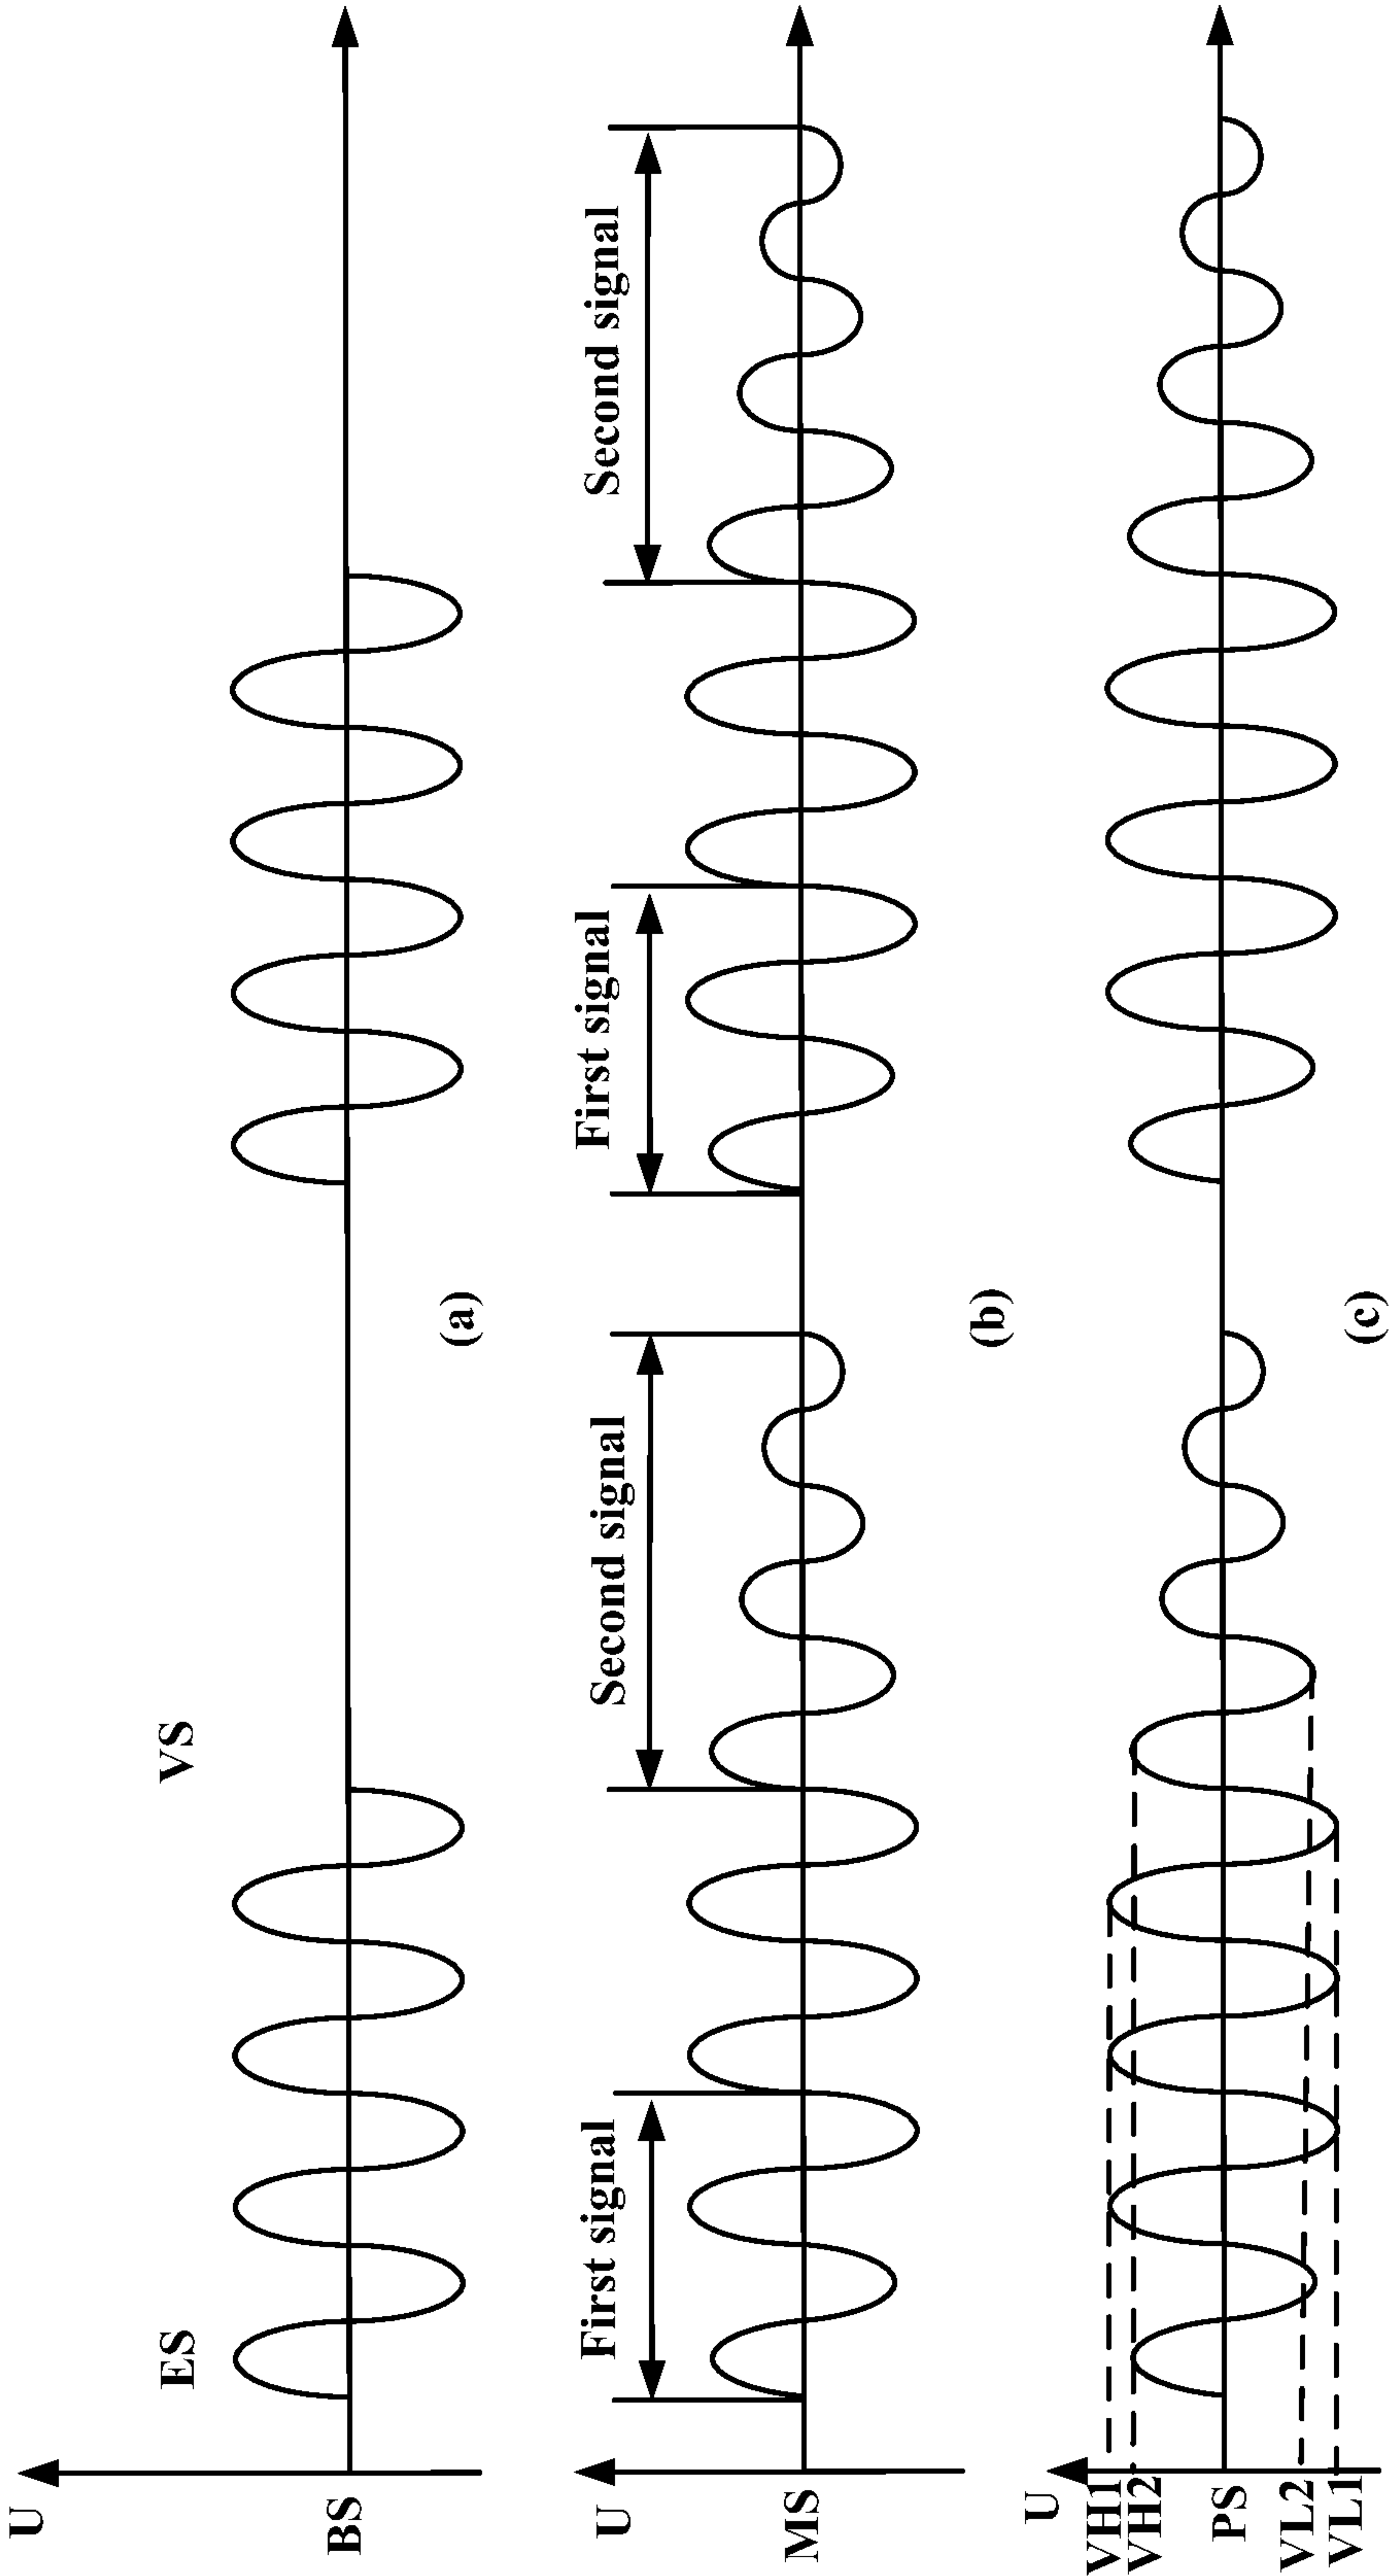 U
ES
VS
BS
(a)
U
First signal
Second signal
First signal
Second signal
MS
(b)
U
VH1
VH2
PS
VL2
VL1
(c)